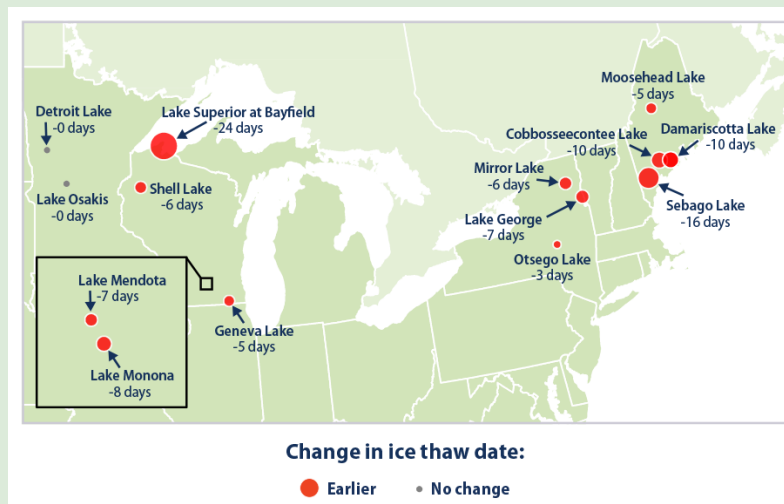 Moosehead Lake
-5 days
Detroit Lake
-0 days
Lake Superior at Bayfield
-24 days
Cobbosseecontee Lake
-10 days
Damariscotta Lake
-10 days
Mirror Lake
-6 days
Lake Osakis
-0 days
Shell Lake
-6 days
Lake George
-7 days
Sebago Lake
-16 days
Otsego Lake
-3 days
Lake Mendota
-7 days
Geneva Lake
-5 days
Lake Monona
-8 days
Change in ice thaw date:
Earlier
No change